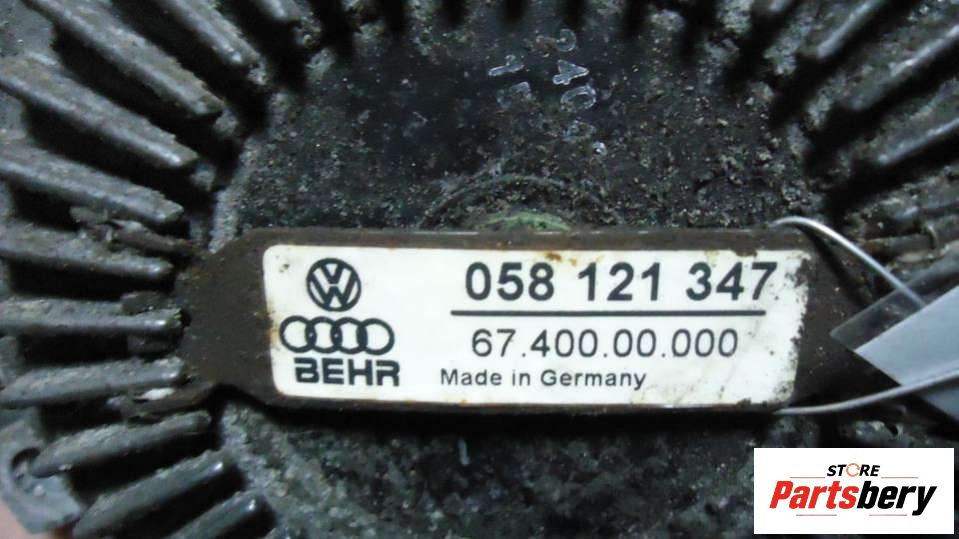 058 121 347
67.400.00.000
BEHR
Made in Germany
STORE
Partsbery